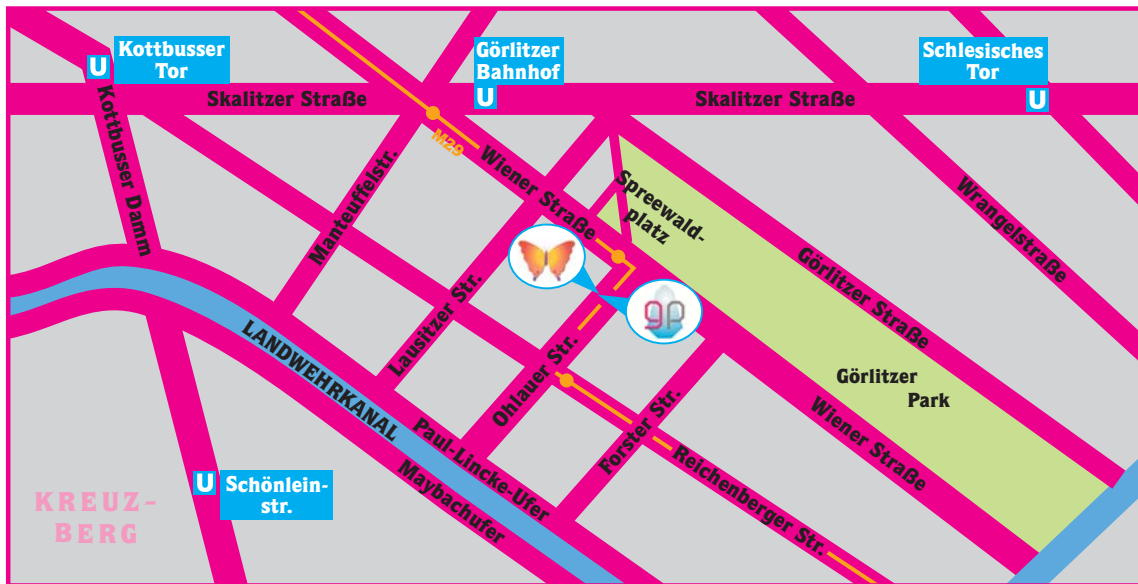 U
Kottbusser
Tor
Görlitzer
Bahnhof
U
Schlesisches
Tor
U
Skalitzer Straße
Skalitzer Straße
Kottbusser Damm
M29
Wiener Straße
Manteuffelstr.
Spreewald-
platz
Wrangelstraße
Görlitzer Straße
Lausitzer Str.
gp
LANDWEHRKANAL
Ohlauer Str.
Görlitzer
Park
Forster Str.
Wiener Straße
Paul-Lincke-Ufer
Maybachufer
Reichenberger Str.
U
Schönlein-
str.
KREUZ-
BERG